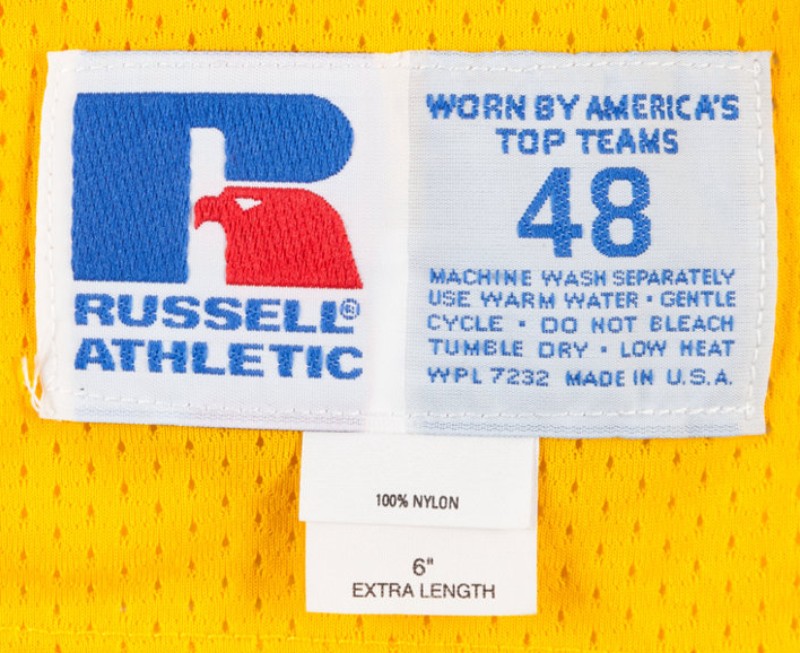 RUSSELL®
ATHLETIC
WORN BY AMERICA'S
TOP TEAMS
48
MACHINE WASH SEPARATELY
USE WARM WATER · GENTLE
CYCLE · DO NOT BLEACH
TUMBLE DRY · LOW HEAT
WPL 7232 MADE IN U.S.A.
100% NYLON
6"
EXTRA LENGTH